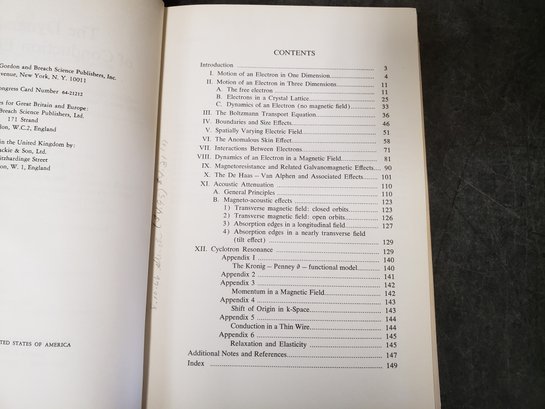 Gordon and Breach Science Publishers, Inc.
venue, New York, N. Y. 10011
ongress Card Number 64-21212
es for Great Britain and Europe:
Breach Science Publishers, Ltd.
171 Strand
don, W.C.2, England
in the United Kingdom by:
ckie & Son, Ltd.
itzhardinge Street
don, W. 1, England
ITED STATES OF AMERICA
CONTENTS
Introduction 3
I. Motion of an Electron in One Dimension 4
II. Motion of an Electron in Three Dimensions 11
A. The free electron 11
B. Electrons in a Crystal Lattice 25
C. Dynamics of an Electron (no magnetic field) 33
III. The Boltzmann Transport Equation 36
IV. Boundaries and Size Effects 46
V. Spatially Varying Electric Field 51
VI. The Anomalous Skin Effect 58
VII. Interactions Between Electrons 71
VIII. Dynamics of an Electron in a Magnetic Field 81
IX. Magnetoresistance and Related Galvanomagnetic Effects 90
X. The De Haas – Van Alphen and Associated Effects 101
XI. Acoustic Attenuation 110
A. General Principles 110
B. Magneto-acoustic effects 123
1) Transverse magnetic field: closed orbits 123
2) Transverse magnetic field: open orbits 126
3) Absorption edges in a longitudinal field 127
4) Absorption edges in a nearly transverse field
(tilt effect) 129
XII. Cyclotron Resonance 129
Appendix 1 140
The Kronig – Penney ∂ – functional model 140
Appendix 2 141
Appendix 3 142
Momentum in a Magnetic Field 142
Appendix 4 143
Shift of Origin in k-Space 143
Appendix 5 144
Conduction in a Thin Wire 144
Appendix 6 145
Relaxation and Elasticity 145
Additional Notes and References 147
Index 149